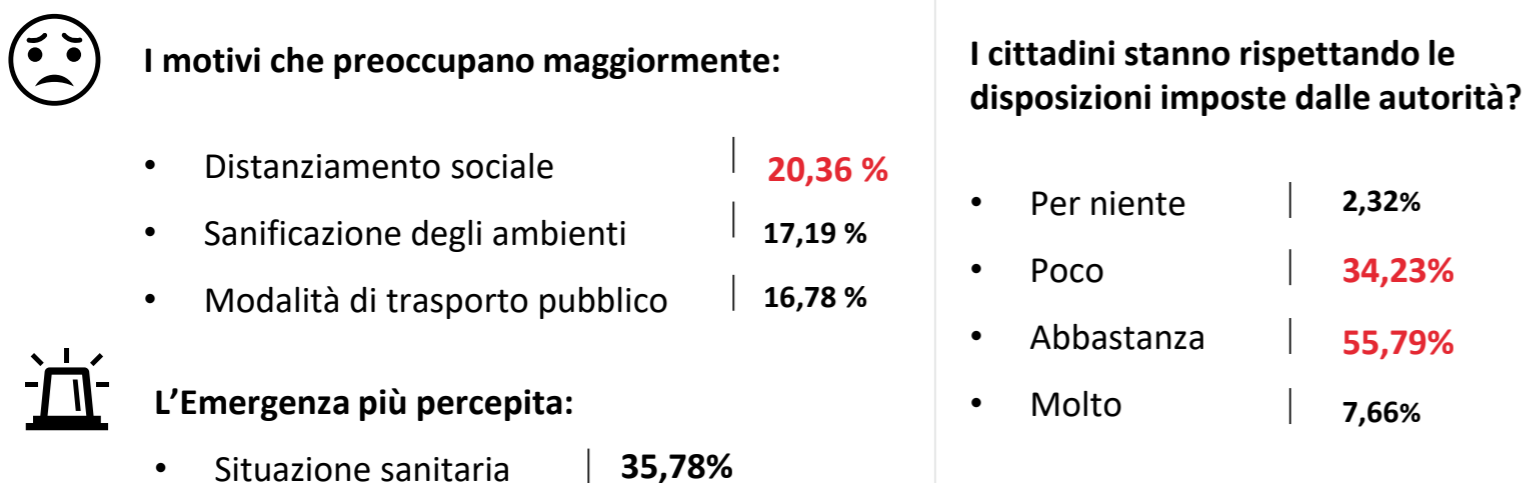 I motivi che preoccupano maggiormente:
• Distanziamento sociale | 20,36 %
• Sanificazione degli ambienti | 17,19 %
• Modalità di trasporto pubblico | 16,78 %
L’Emergenza più percepita:
• Situazione sanitaria | 35,78%
I cittadini stanno rispettando le
disposizioni imposte dalle autorità?
• Per niente | 2,32%
• Poco | 34,23%
• Abbastanza | 55,79%
• Molto | 7,66%